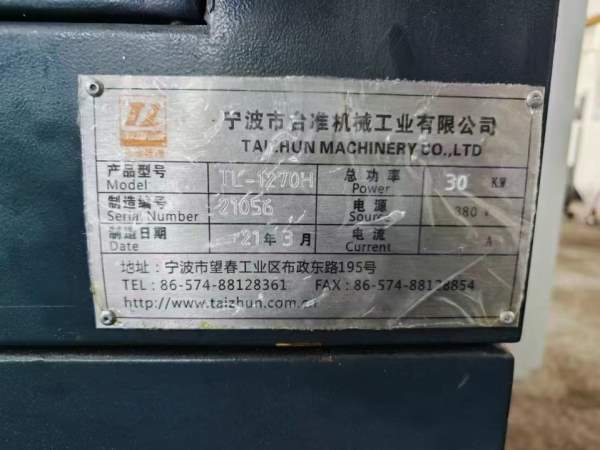 宁波市台准机械工业有限公司
TAIZHUN MACHINERY CO.,LTD
产品型号 TL-1270H 总功率 30 KW
Model Power
制造编号 21056 电源 380 V
Serial Number Source
制造日期 21年3月 电流 A
Date Current
地址：宁波市望春工业区布政东路195号
TEL：86-574-88128361 FAX：86-574-88128854
http://www.taizhun.com.cn